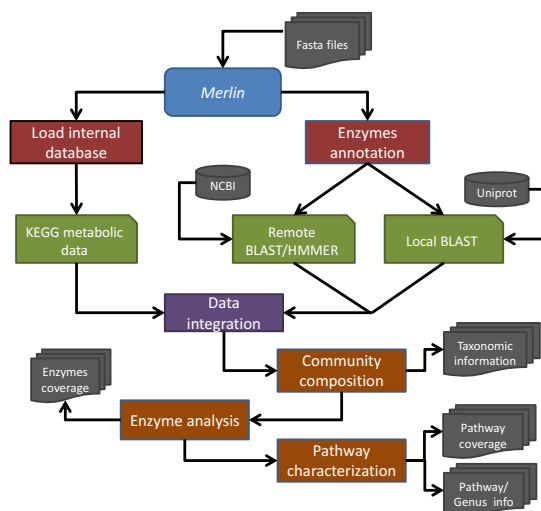 Fasta files
Merlin
Load internal
database
Enzymes
annotation
NCBI
Uniprot
KEGG metabolic
data
Remote
BLAST/HMMER
Local BLAST
Data
integration
Community
composition
Taxonomic
information
Enzymes
coverage
Enzyme analysis
Pathway
characterization
Pathway
coverage
Pathway/
Genus info